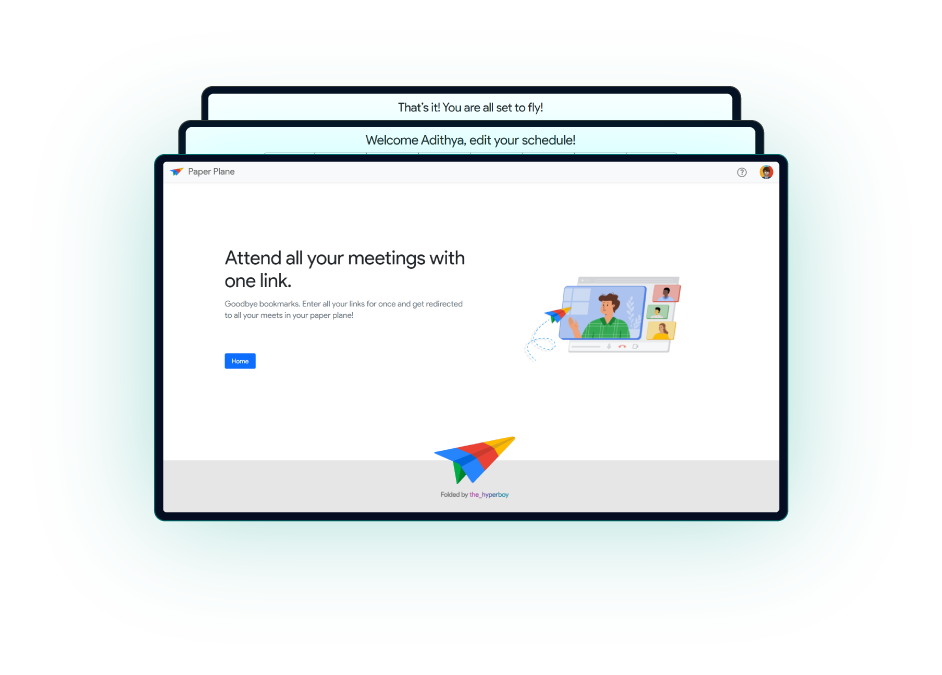 That's it! You are all set to fly!
Welcome Adithya, edit your schedule!
Paper Plane
Attend all your meetings with
one link.
Goodbye bookmarks. Enter all your links for once and get redirected
to all your meets in your paper plane!
Home
Folded by the_hyperboy